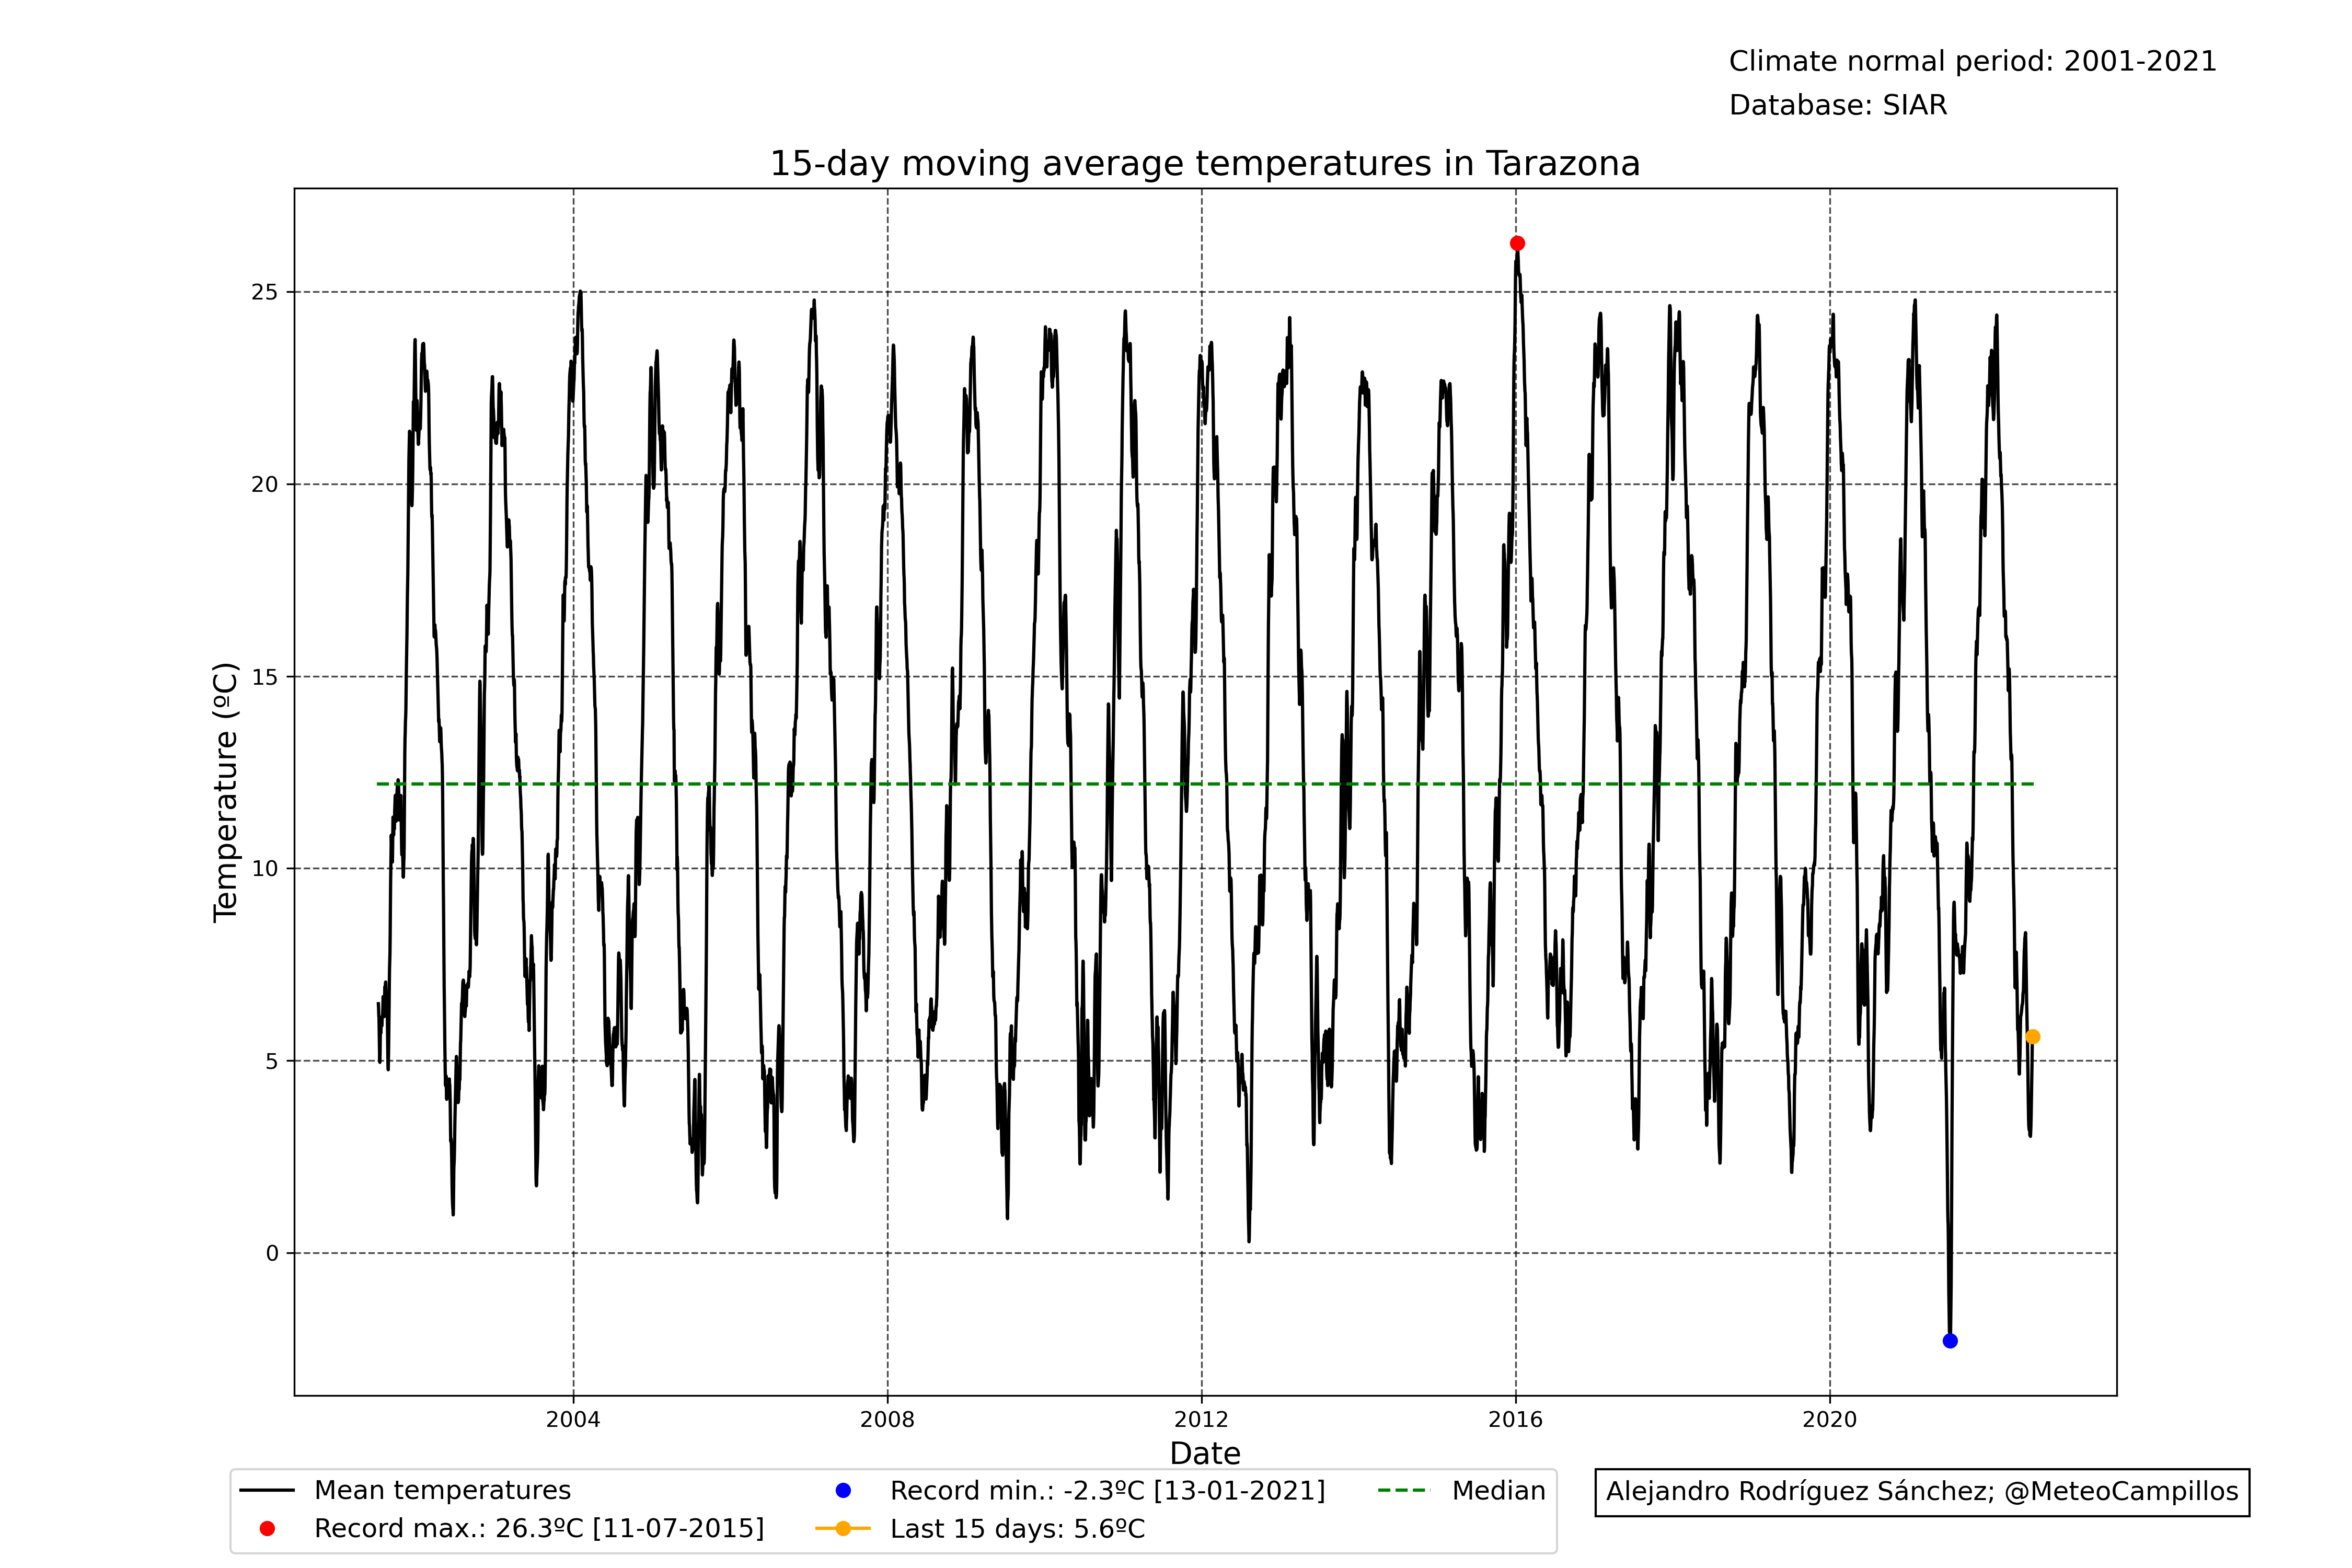 Climate normal period: 2001-2021
Database: SIAR
15-day moving average temperatures in Tarazona
Temperature (ºC)
25
20
15
10
5
0
2004
2008
2012
2016
2020
Date
Mean temperatures
Record max.: 26.3ºC [11-07-2015]
Record min.: -2.3ºC [13-01-2021]
Last 15 days: 5.6ºC
Median
Alejandro Rodríguez Sánchez; @MeteoCampillos